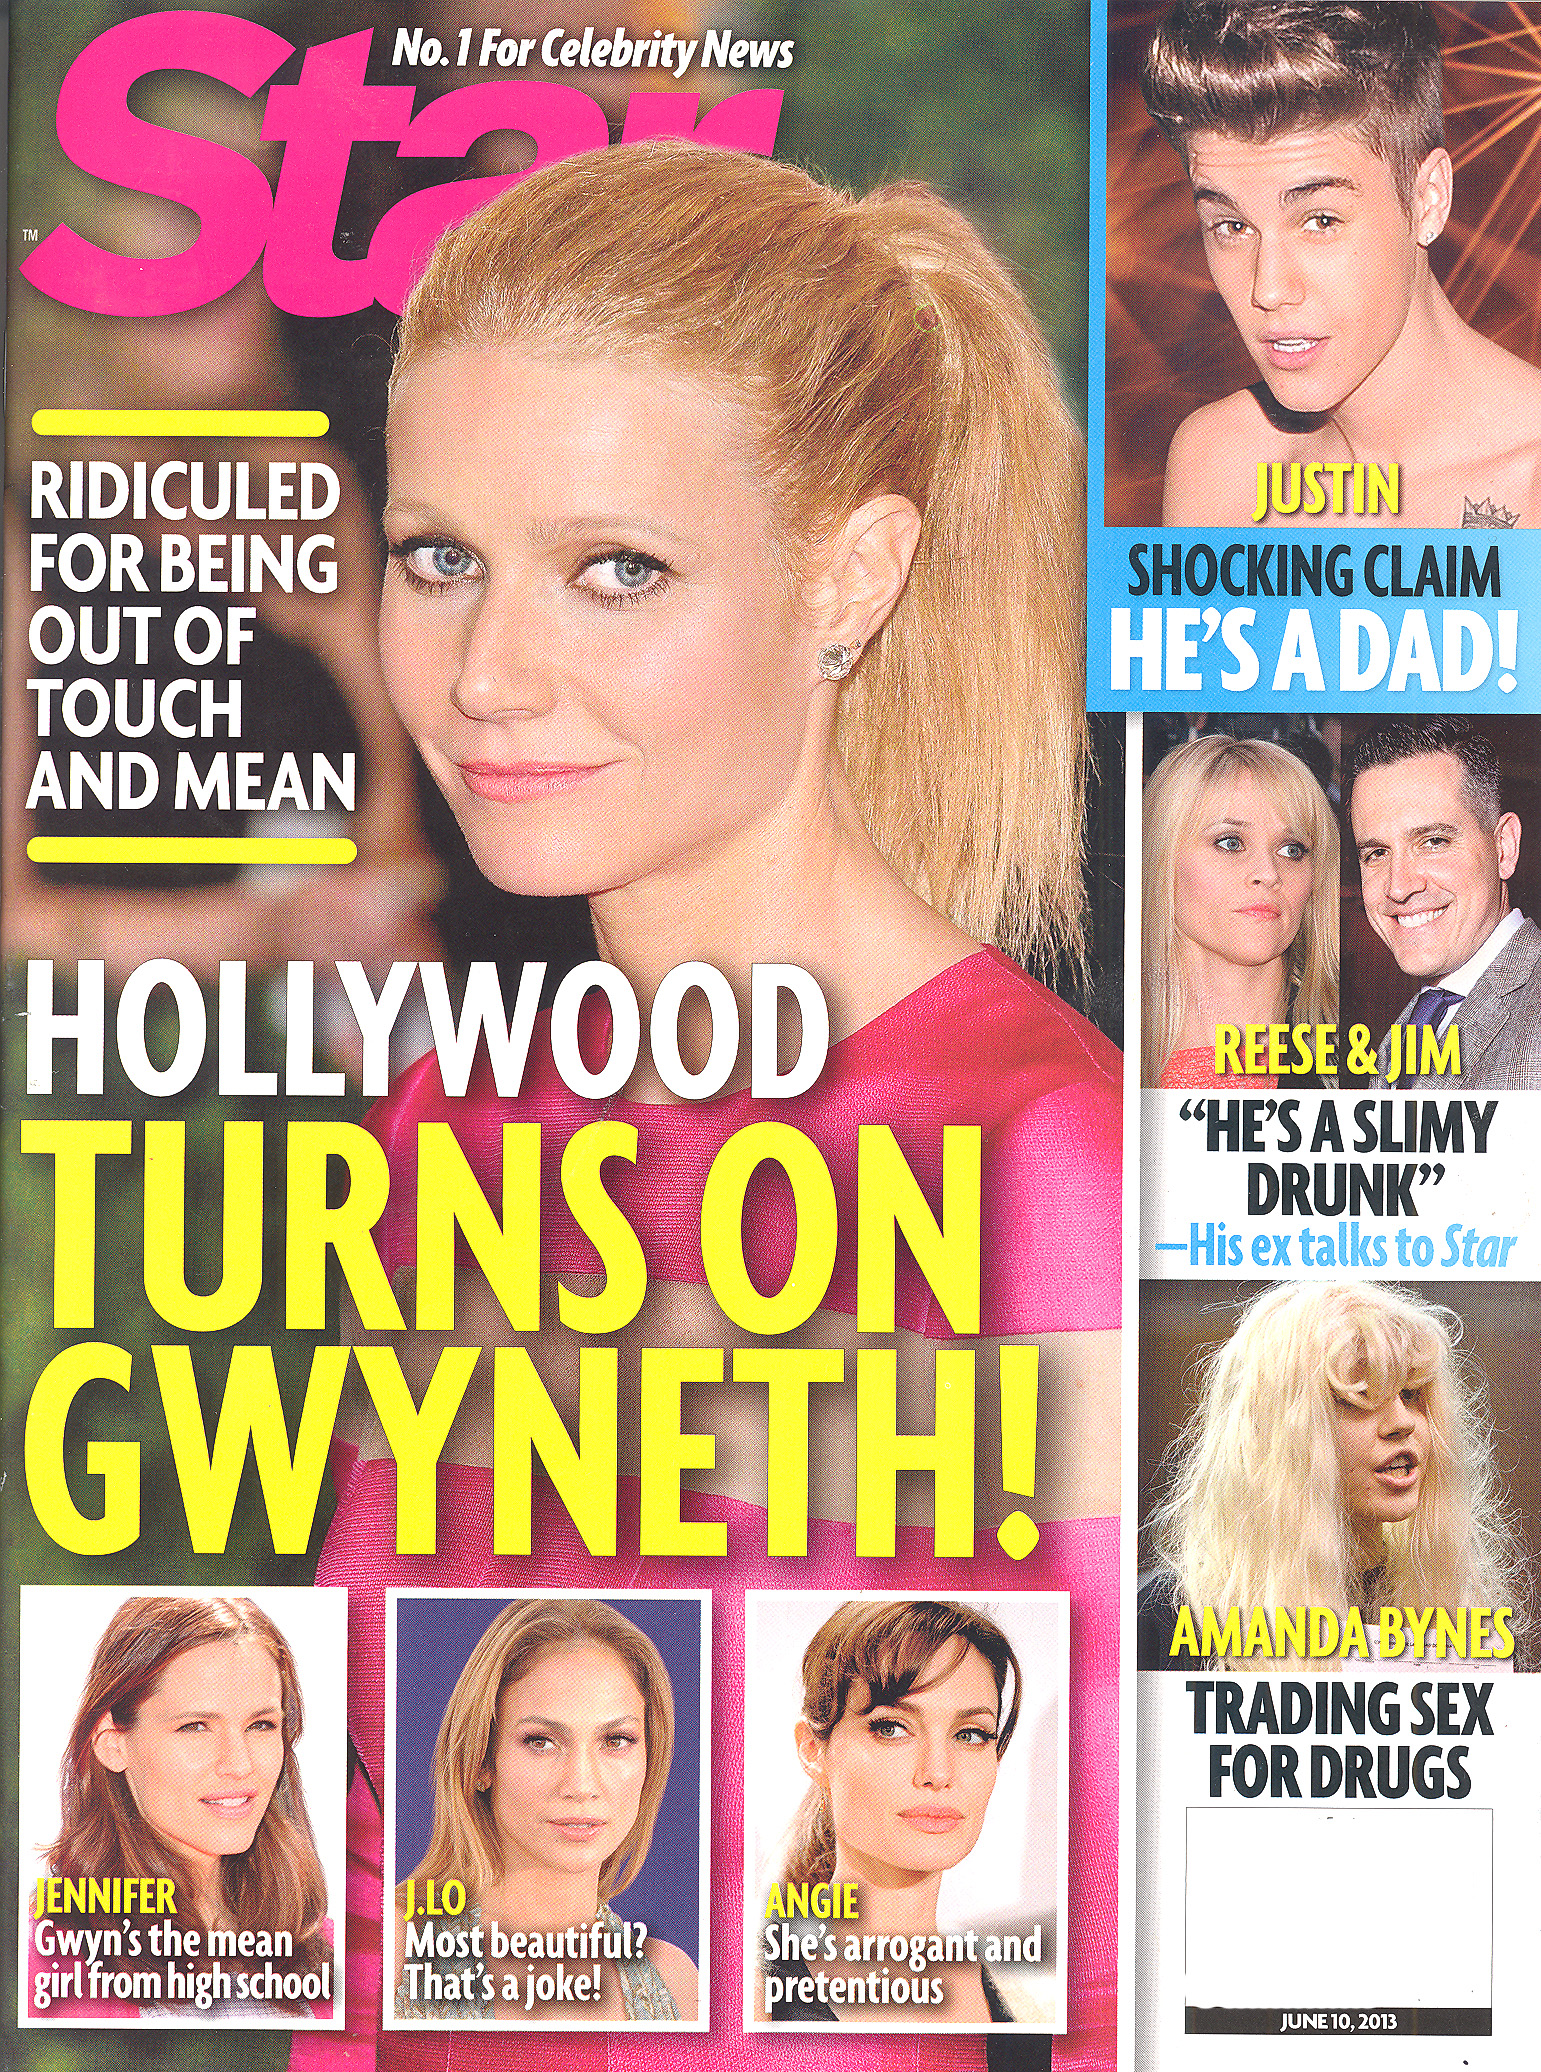 No. 1 For Celebrity News
Star
TM
RIDICULED
FOR BEING
OUT OF
TOUCH
AND MEAN
HOLLYWOOD
TURNS ON
GWYNETH!
JENNIFER
Gwyn's the mean
girl from high school
J.LO
Most beautiful?
That's a joke!
ANGIE
She's arrogant and
pretentious
JUSTIN
SHOCKING CLAIM
HE'S A DAD!
REESE & JIM
“HE'S A SLIMY
DRUNK”
—His ex talks to Star
AMANDA BYNES
TRADING SEX
FOR DRUGS
JUNE 10, 2013